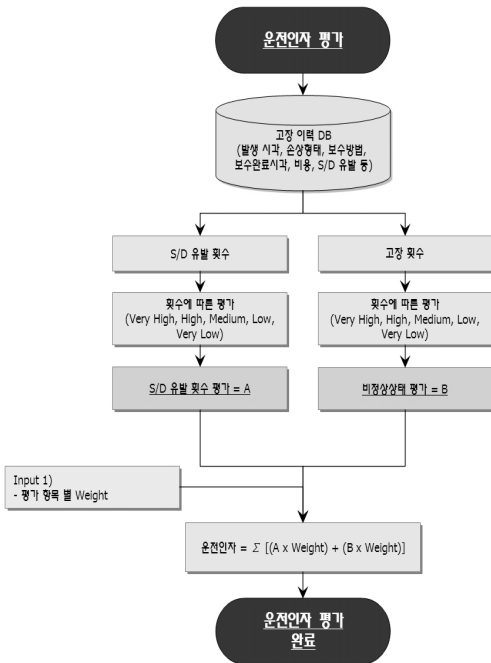 운전인자 평가
고장 이력 DB
(발생 시각, 손상형태, 보수방법,
보수완료시각, 비용, S/D 유발 등)
S/D 유발 횟수
고장 횟수
횟수에 따른 평가
(Very High, High, Medium, Low,
Very Low)
횟수에 따른 평가
(Very High, High, Medium, Low,
Very Low)
S/D 유발 횟수 평가 = A
비정상상태 평가 = B
Input 1)
- 평가 항목 별 Weight
운전인자 = Σ [(A x Weight) + (B x Weight)]
운전인자 평가
완료